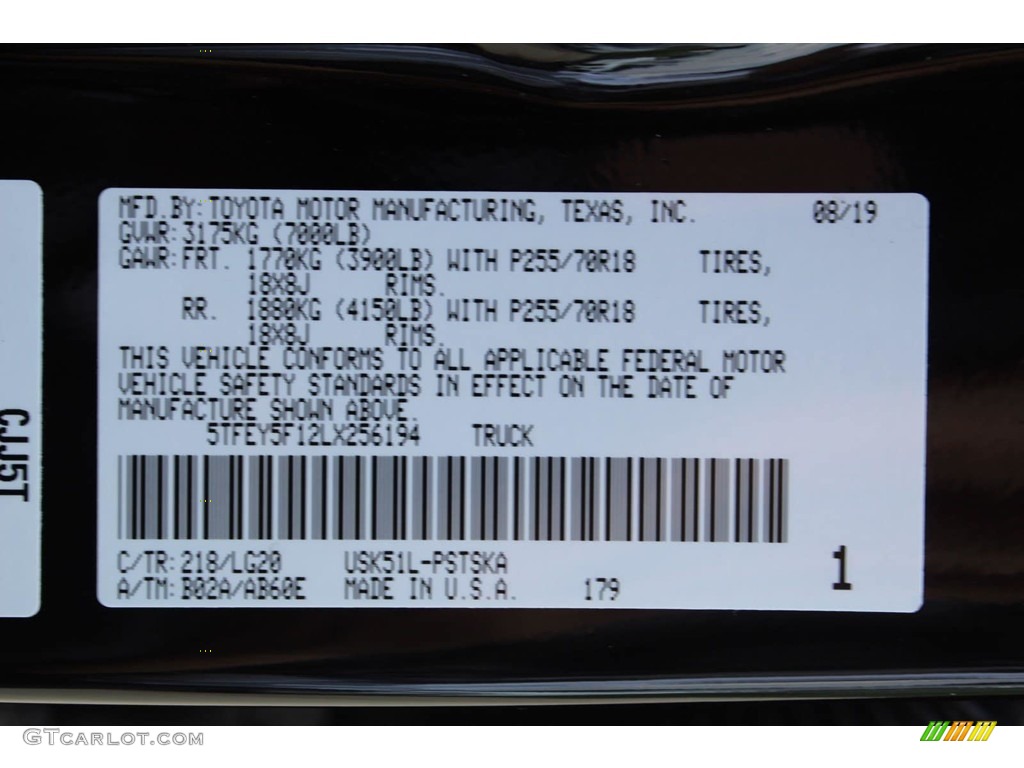 MFD.BY:TOYOTA MOTOR MANUFACTURING, TEXAS, INC. 08/19
GVWR:3175KG (7000LB)
GAWR:FRT. 1770KG (3900LB) WITH P255/70R18 TIRES,
18X8J RIMS.
RR. 1880KG (4150LB) WITH P255/70R18 TIRES,
18X8J RIMS.
THIS VEHICLE CONFORMS TO ALL APPLICABLE FEDERAL MOTOR
VEHICLE SAFETY STANDARDS IN EFFECT ON THE DATE OF
MANUFACTURE SHOWN ABOVE.
5TFEY5F12LX256194 TRUCK
C/TR:218/LG20 USK51L-PSTSKA
A/TM:B02A/AB60E MADE IN U.S.A. 179
1
CJJ5T
GTCARLOT.COM